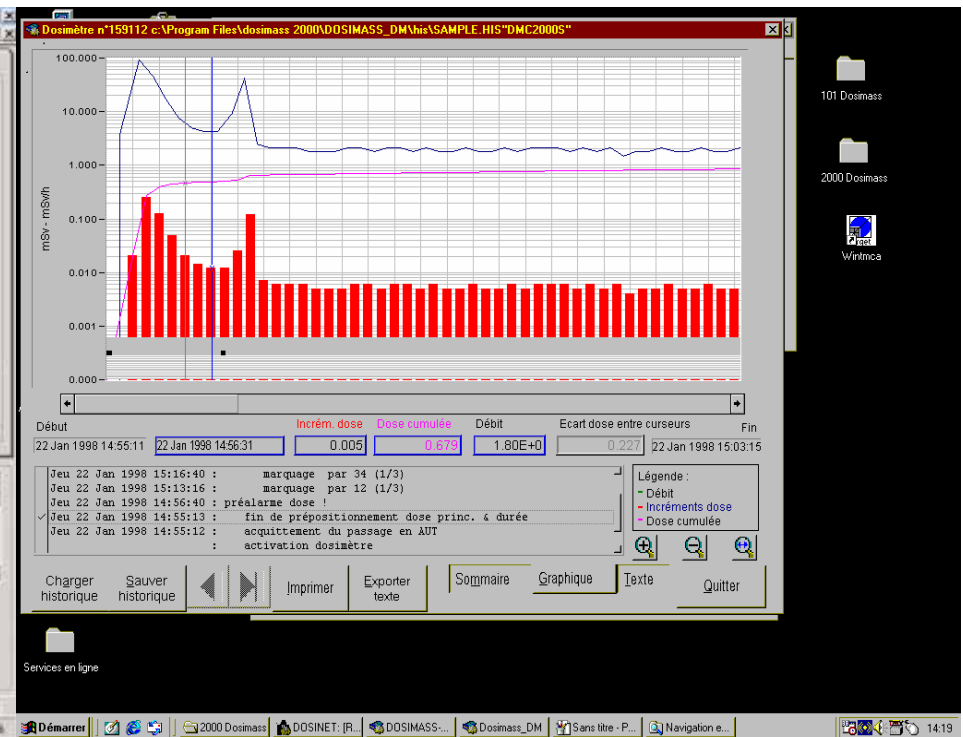 Dosimètre n°159112 c:\Program Files\dosimass 2000\DOSIMASS_DM\his\SAMPLE.HIS"DMC2000S"
100.000
10.000
1.000
0.100
0.010
0.001
0.000
mSv - mSw/h
Début
Incrém. dose
Dose cumulée
Débit
Ecart dose entre curseurs
Fin
22 Jan 1998 14:55:11
22 Jan 1998 14:56:31
0.005
0.679
1.80E+0
0.227
22 Jan 1998 15:03:15
Jeu 22 Jan 1998 15:16:40 : marquage par 34 (1/3)
Jeu 22 Jan 1998 15:13:16 : marquage par 12 (1/3)
Jeu 22 Jan 1998 14:56:40 : préalarme dose !
Jeu 22 Jan 1998 14:55:13 : fin de prépositionnement dose princ. & durée
Jeu 22 Jan 1998 14:55:12 : acquittement du passage en AUT
: activation dosimètre
Légende :
Débit
Incréments dose
Dose cumulée
Charger
historique
Sauver
historique
Imprimer
Exporter
texte
Sommaire
Graphique
Texte
Quitter
101 Dosimass
2000 Dosimass
Wintmca
Services en ligne
Démarrer
2000 Dosimass
DOSINET: [R...
DOSIMASS-...
Dosimass_DM
Sans titre - P...
Navigation e...
14:19